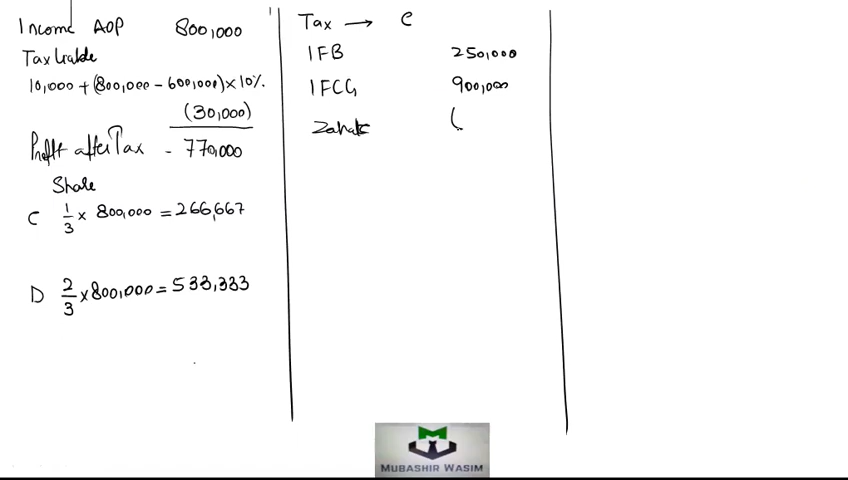 Income AOP 800,000
Tax Liable
10,000 + (800,000 - 600,000) × 10%.
(30,000)
Profit after Tax - 770,000
Share
C 1/3 × 800,000 = 266,667
D 2/3 × 800,000 = 533,333
Tax → C
IFB 250,000
IFCG 900,000
Zakat (
MUBASHIR WASIM